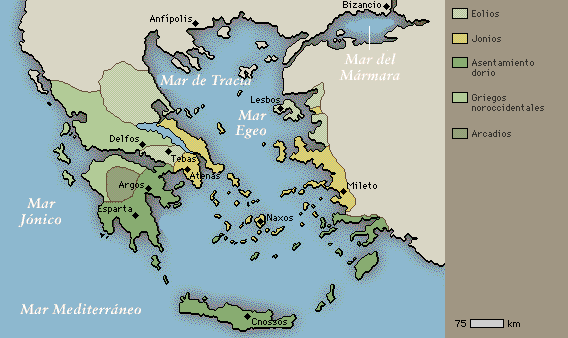 Bizancio
Anfípolis
Mar del
Mármara
Mar de Tracia
Lesbos
Mar
Egeo
Delfos
Tebas
Atenas
Argos
Mileto
Mar
Jónico
Esparta
Naxos
Mar Mediterráneo
Cnossos
Eolios
Jonios
Asentamiento
dorio
Griegos
noroccidentales
Arcadios
75 km